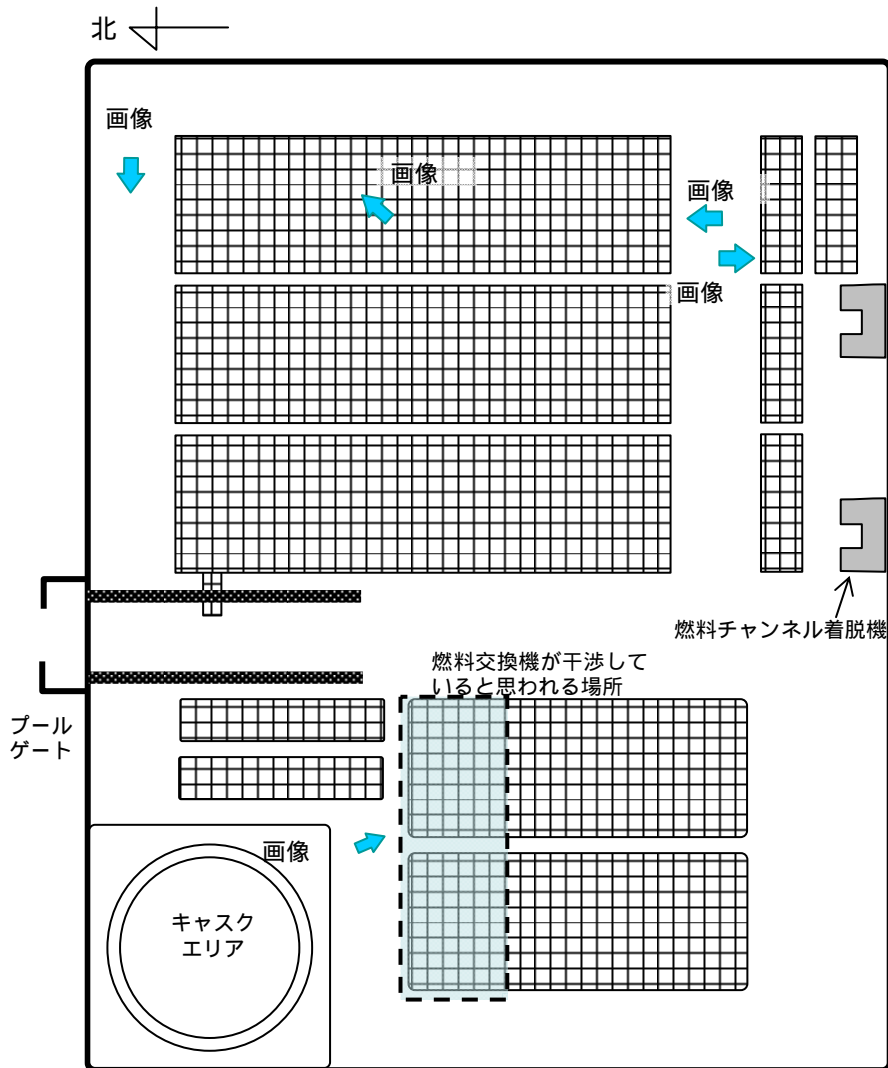 北
画像
画像
画像
画像
燃料チャンネル着脱機
燃料交換機が干渉して
いると思われる場所
プール
ゲート
画像
キャスク
エリア